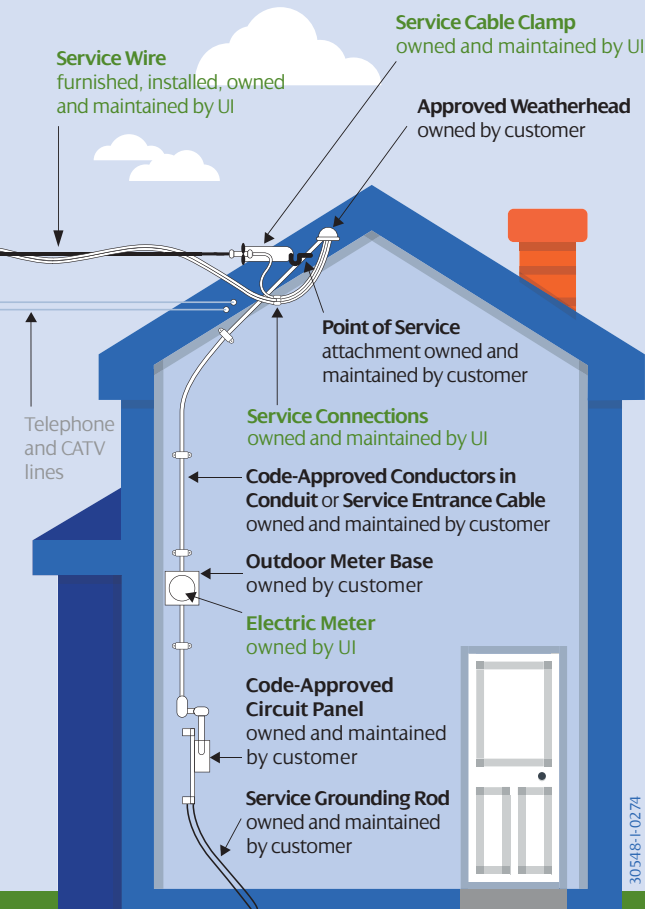 Service Cable Clamp
owned and maintained by UI
Service Wire
furnished, installed, owned
and maintained by UI
Approved Weatherhead
owned by customer
Point of Service
attachment owned and
maintained by customer
Telephone
and CATV
lines
Service Connections
owned and maintained by UI
Code-Approved Conductors in
Conduit or Service Entrance Cable
owned and maintained by customer
Outdoor Meter Base
owned by customer
Electric Meter
owned by UI
Code-Approved
Circuit Panel
owned and maintained
by customer
Service Grounding Rod
owned and maintained
by customer
30548-I-0274